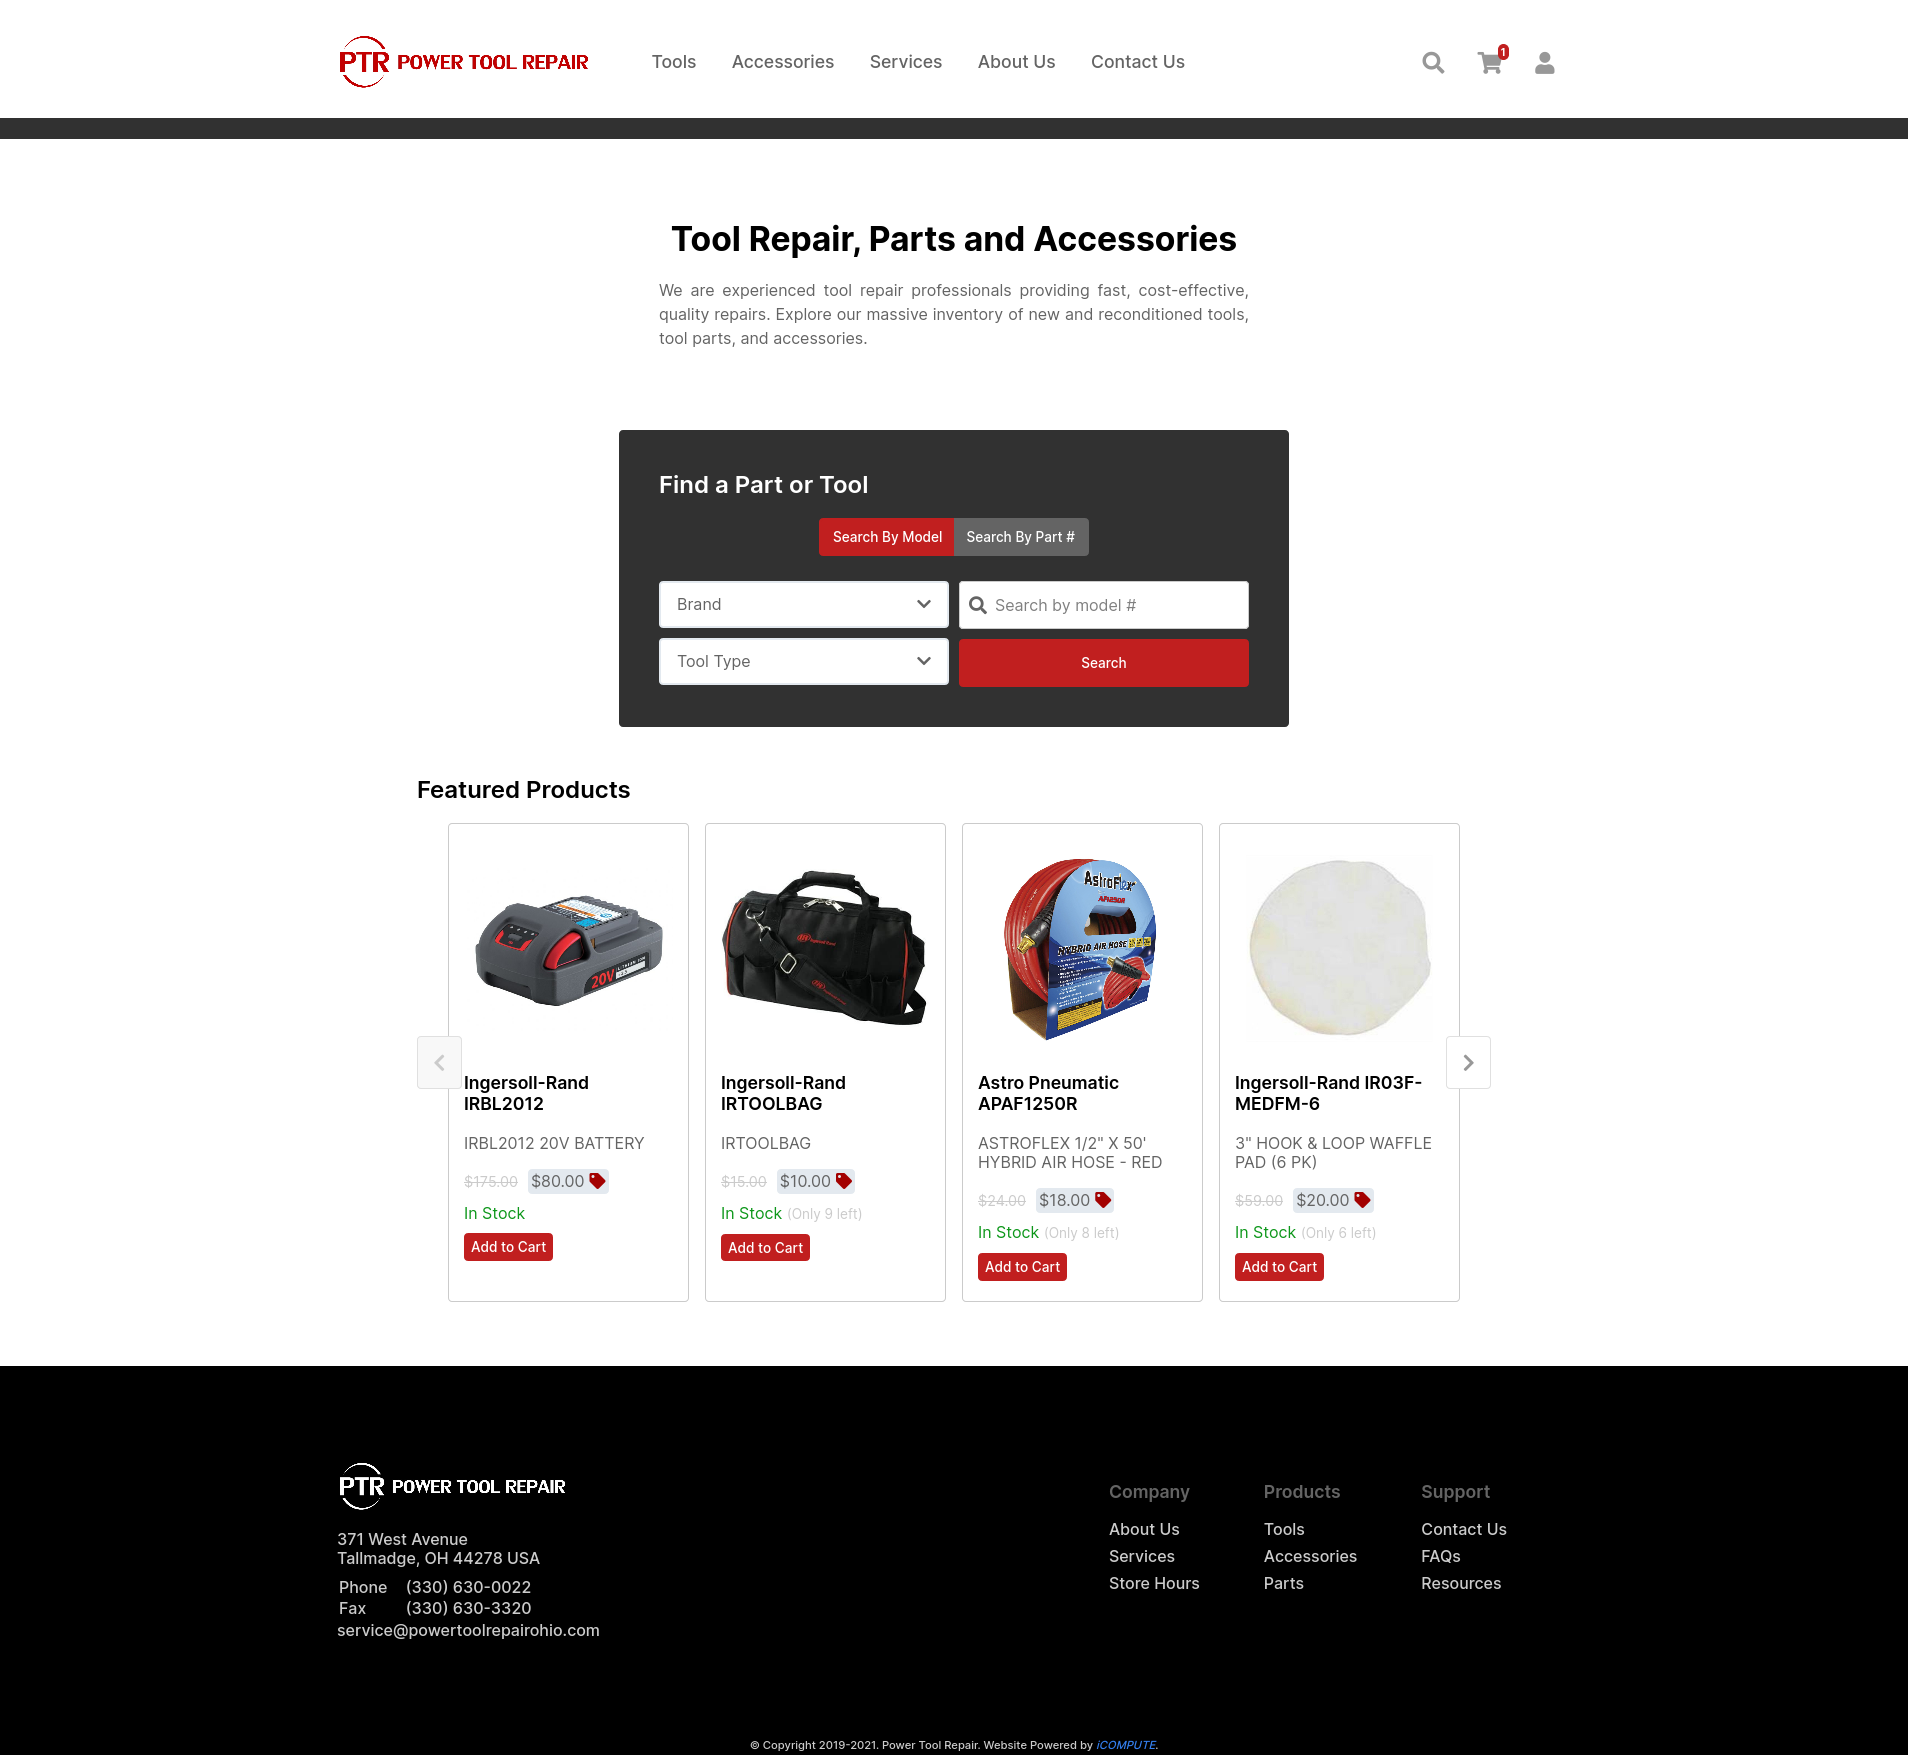 PTR POWER TOOL REPAIR
Tools
Accessories
Services
About Us
Contact Us
1
Tool Repair, Parts and Accessories
We are experienced tool repair professionals providing fast, cost-effective,
quality repairs. Explore our massive inventory of new and reconditioned tools,
tool parts, and accessories.
Find a Part or Tool
Search By Model
Search By Part #
Brand
Search by model #
Tool Type
Search
Featured Products
20V
Ingersoll-Rand
IRBL2012
IRBL2012 20V BATTERY
$175.00 $80.00
In Stock
Add to Cart
Ingersoll-Rand
IRTOOLBAG
IRTOOLBAG
$15.00 $10.00
In Stock (Only 9 left)
Add to Cart
AstroFlex
HYBRID AIR HOSE
Astro Pneumatic
APAF1250R
ASTROFLEX 1/2" X 50'
HYBRID AIR HOSE - RED
$24.00 $18.00
In Stock (Only 8 left)
Add to Cart
Ingersoll-Rand IR03F-
MEDFM-6
3" HOOK & LOOP WAFFLE
PAD (6 PK)
$59.00 $20.00
In Stock (Only 6 left)
Add to Cart
PTR POWER TOOL REPAIR
371 West Avenue
Tallmadge, OH 44278 USA
Phone (330) 630-0022
Fax (330) 630-3320
service@powertoolrepairohio.com
Company
About Us
Services
Store Hours
Products
Tools
Accessories
Parts
Support
Contact Us
FAQs
Resources
© Copyright 2019-2021. Power Tool Repair. Website Powered by iCOMPUTE.